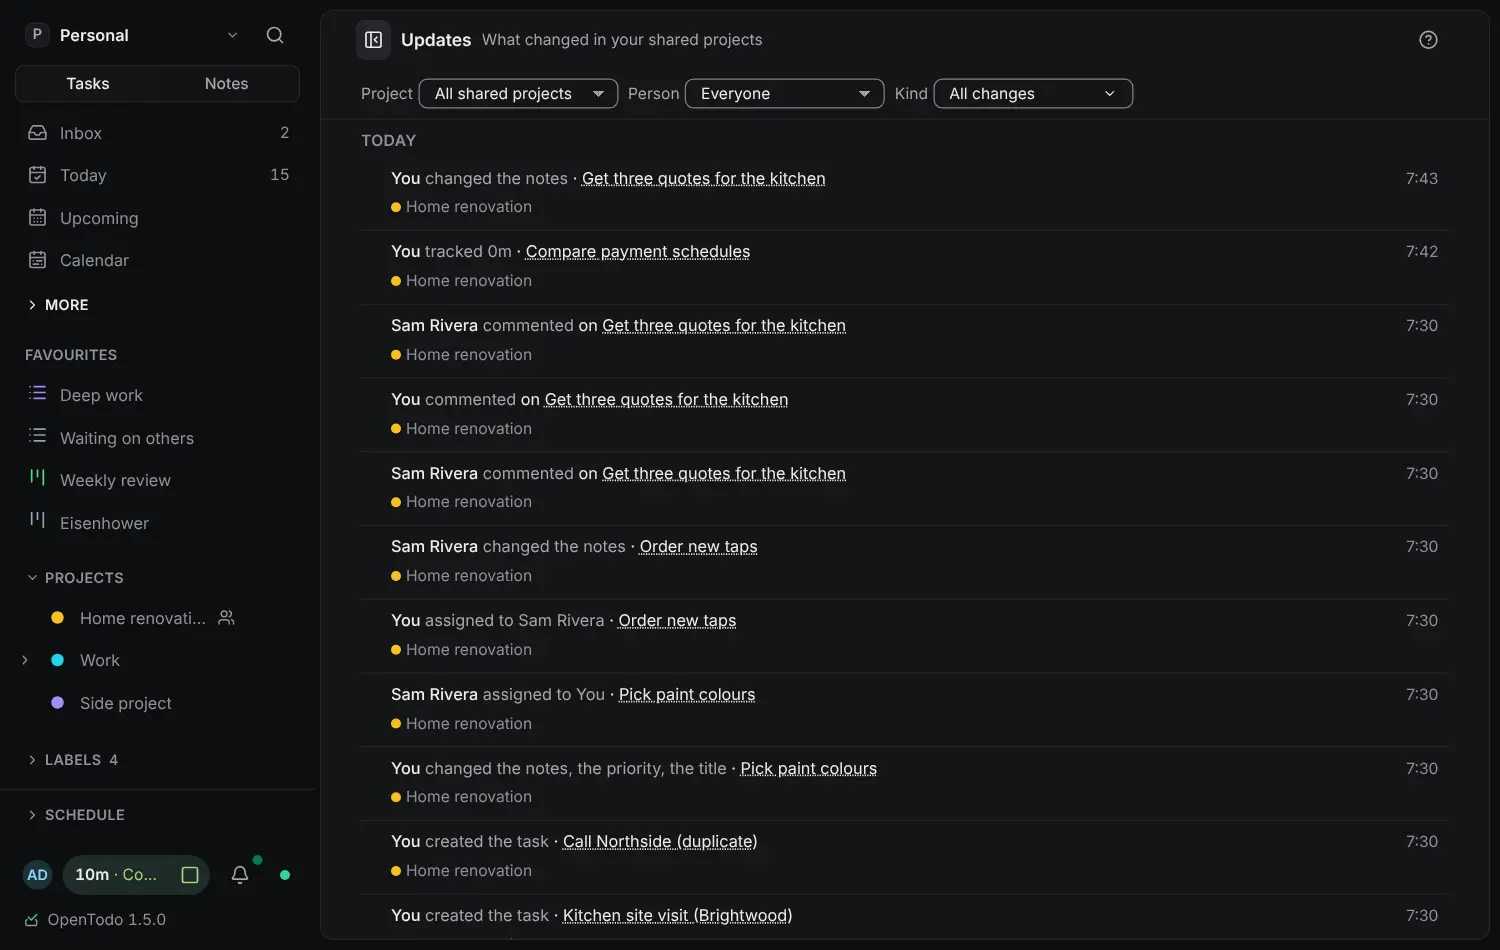 P Personal
Tasks Notes
Inbox 2
Today 15
Upcoming
Calendar
MORE
FAVOURITES
Deep work
Waiting on others
Weekly review
Eisenhower
PROJECTS
Home renovati...
Work
Side project
LABELS 4
SCHEDULE
AD 10m · Co...
OpenTodo 1.5.0
Updates What changed in your shared projects
Project All shared projects Person Everyone Kind All changes
TODAY
You changed the notes · Get three quotes for the kitchen 7:43
Home renovation
You tracked 0m · Compare payment schedules 7:42
Home renovation
Sam Rivera commented on Get three quotes for the kitchen 7:30
Home renovation
You commented on Get three quotes for the kitchen 7:30
Home renovation
Sam Rivera commented on Get three quotes for the kitchen 7:30
Home renovation
Sam Rivera changed the notes · Order new taps 7:30
Home renovation
You assigned to Sam Rivera · Order new taps 7:30
Home renovation
Sam Rivera assigned to You · Pick paint colours 7:30
Home renovation
You changed the notes, the priority, the title · Pick paint colours 7:30
Home renovation
You created the task · Call Northside (duplicate) 7:30
Home renovation
You created the task · Kitchen site visit (Brightwood) 7:30